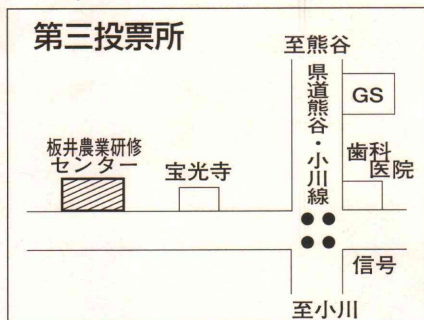 第三投票所
至熊谷
県道熊谷・小川線
GS
板井農業研修
センター
宝光寺
歯科
医院
信号
至小川